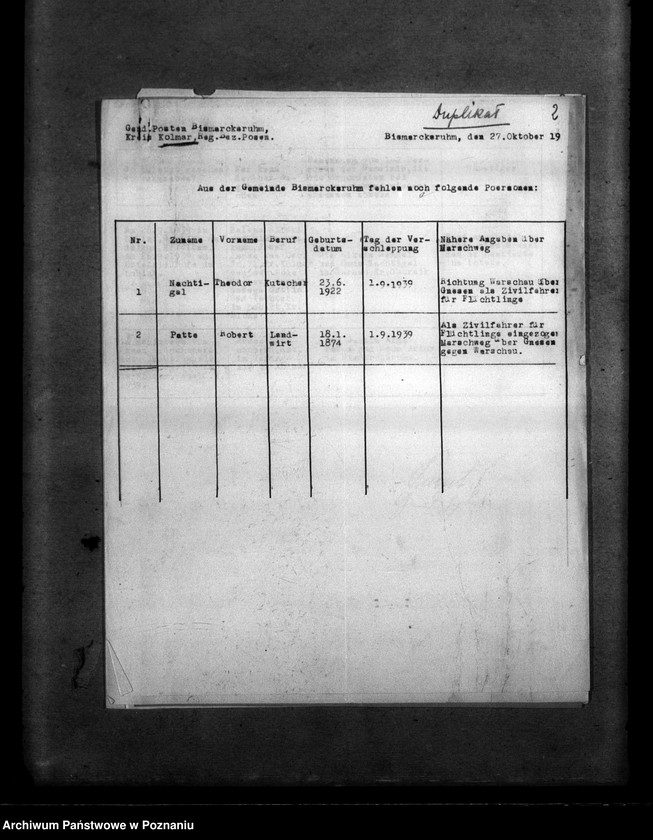 Duplikat 2
Gend.Posten Bismarcksruhm,
Kreis Kolmar, Reg.Bez.Posen.
Bismarcksruhm, den 27.Oktober 19
Aus der Gemeinde Bismarcksruhm fehlen noch folgende Poersonen:
Nr. Zuname Vorname Beruf Geburts- Tag der Ver- Nähere Angaben über
datum schleppung Marschweg
Nachti- Theodor Kutscher 23.6. 1.9.1939 Richtung Warschau über
1 gal 1922 Gnesen als Zivilfahrer
für Flüchtlinge
Als Zivilfahrer für
2 Patte Robert Land- 18.1. 1.9.1939 Flüchtlinge eingezogen
wirt 1874 Marschweg über Gnesen
gegen Warschau.
Archiwum Państwowe w Poznaniu